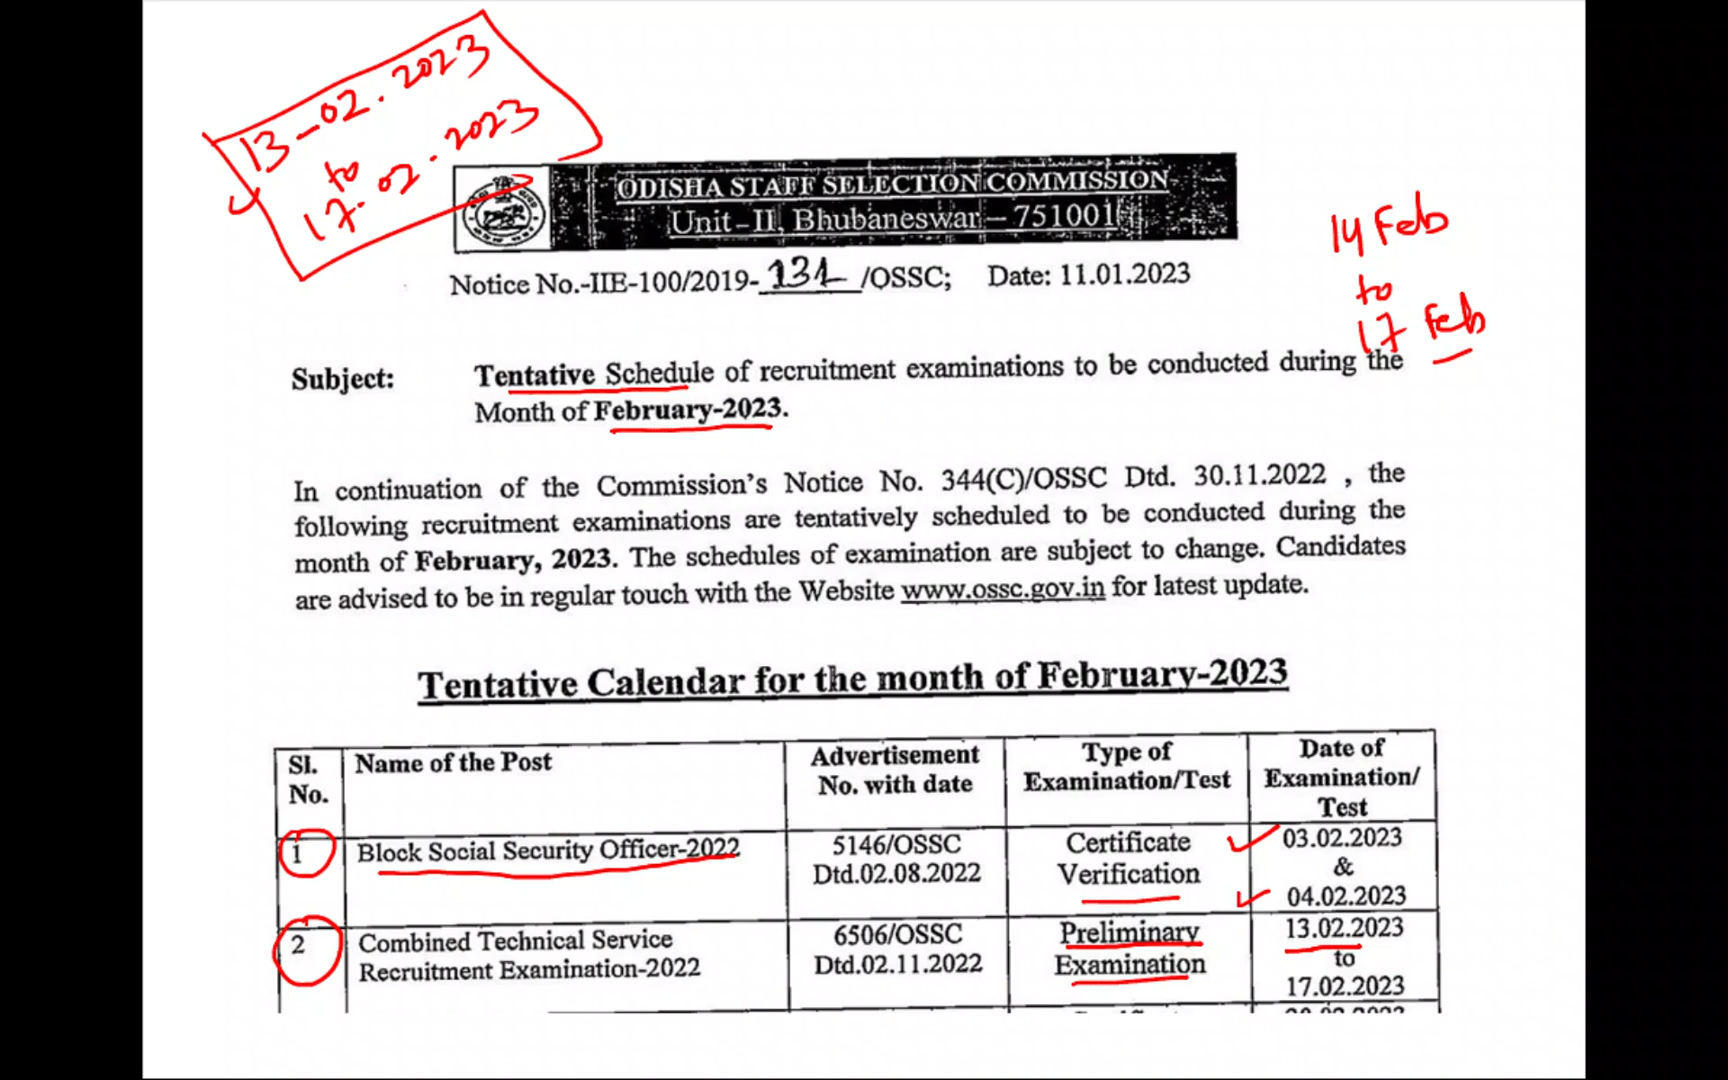 13-02.2023
to
17.02.2023
ODISHA STAFF SELECTION COMMISSION
Unit–II, Bhubaneswar – 751001
14 Feb
to
17 Feb
Notice No.-IIE-100/2019- 131 /OSSC; Date: 11.01.2023
Subject: Tentative Schedule of recruitment examinations to be conducted during the
Month of February-2023.
In continuation of the Commission's Notice No. 344(C)/OSSC Dtd. 30.11.2022 , the
following recruitment examinations are tentatively scheduled to be conducted during the
month of February, 2023. The schedules of examination are subject to change. Candidates
are advised to be in regular touch with the Website www.ossc.gov.in for latest update.
Tentative Calendar for the month of February-2023
Sl. No. Name of the Post Advertisement No. with date Type of Examination/Test Date of Examination/ Test
1 Block Social Security Officer-2022 5146/OSSC Dtd.02.08.2022 Certificate Verification 03.02.2023 & 04.02.2023
2 Combined Technical Service Recruitment Examination-2022 6506/OSSC Dtd.02.11.2022 Preliminary Examination 13.02.2023 to 17.02.2023